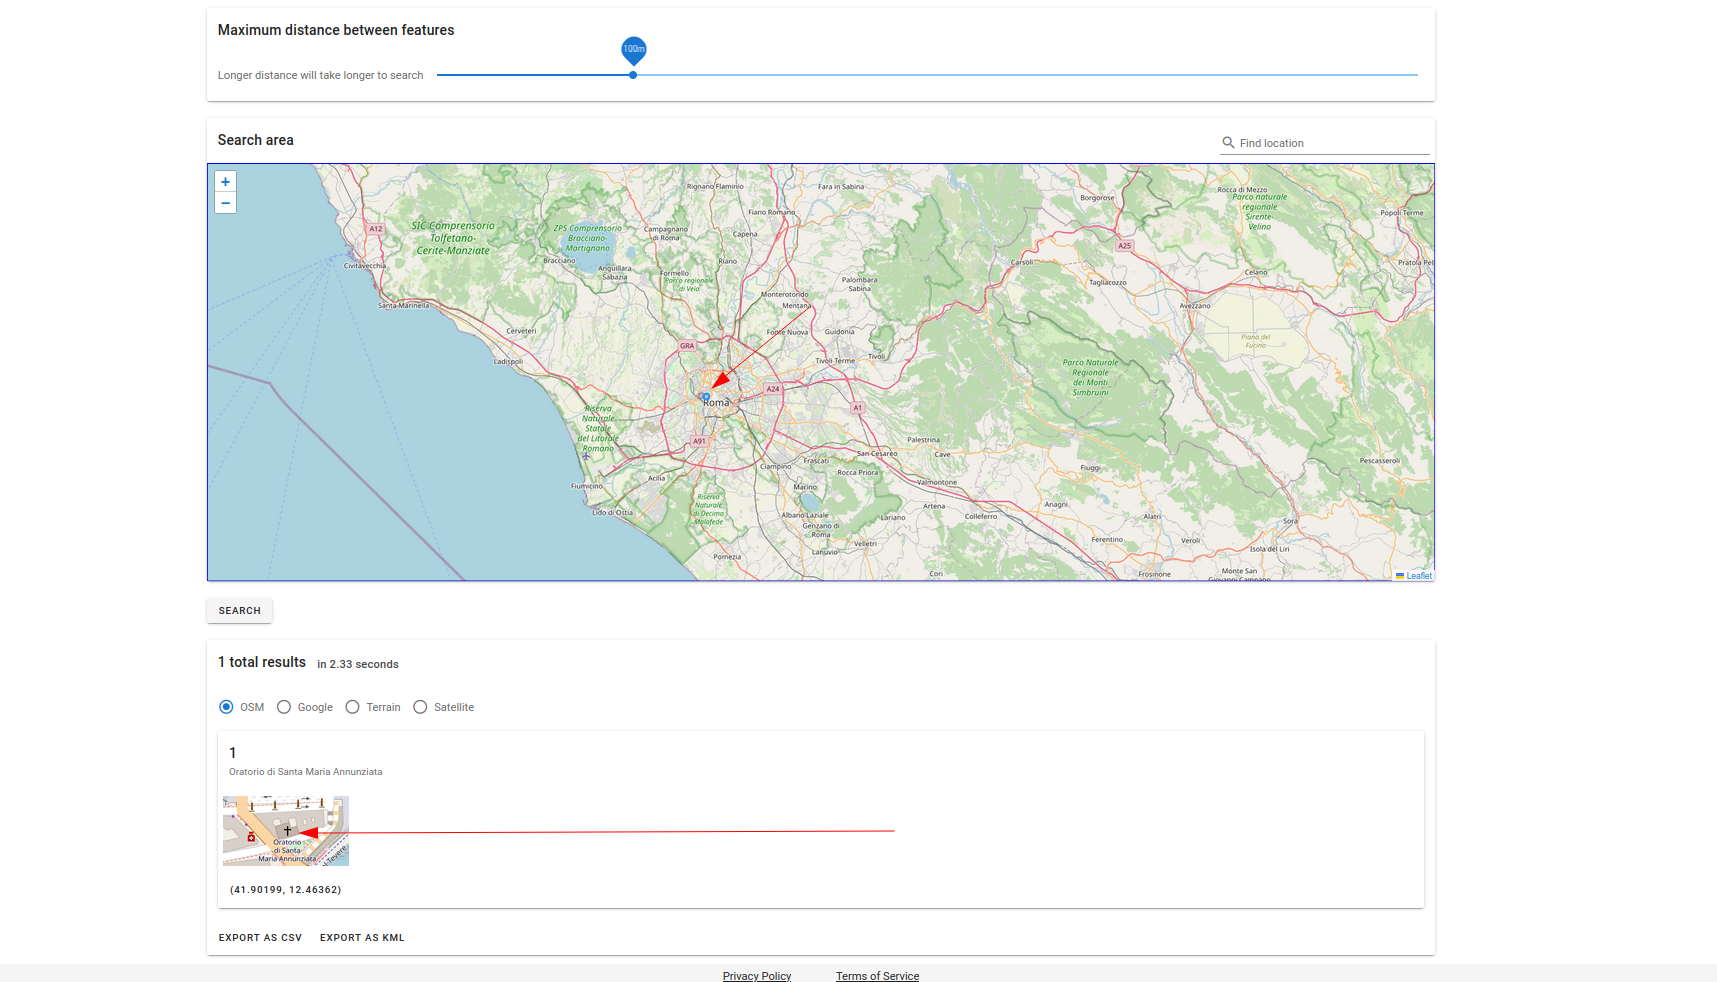 Maximum distance between features
100m
Longer distance will take longer to search
Search area
Find location
+
−
Rignano Flaminio
Fara in Sabina
Rocca di Mezzo
Parco naturale
regionale
Sirente-
Velino
Borgorose
Popoli Terme
Fiano Romano
A12
SIC Comprensorio
Tolfetano-
Cerite-Manziate
ZPS Comprensorio
Bracciano-
Martignano
Campagnano
di Roma
Capena
A25
Civitavecchia
Bracciano
Anguillara
Sabazia
Formello
Parco regionale
di Veio
Riano
Palombara
Sabina
Carsoli
Tagliacozzo
Celano
Pratola Pel
Santa Marinella
Monterotondo
Mentana
Avezzano
Cerveteri
Fonte Nuova
Guidonia
Piana del
Fucino
GRA
Ladispoli
Tivoli Terme
Tivoli
Parco Naturale
Regionale
dei Monti
Simbruini
A24
Roma
A1
Riserva
Naturale
Statale
del Litorale
Romano
A91
Palestrina
Cave
San Cesareo
Frascati
Ciampino
Rocca Priora
Fiuggi
Pescasseroli
Fiumicino
Acilia
Marino
Valmontone
Riserva
Naturale
di Decima
Malafede
Lido di Ostia
Albano Laziale
Genzano di
Roma
Lariano
Artena
Colleferro
Anagni
Alatri
Sora
Velletri
Lanuvio
Ferentino
Veroli
Isola del Liri
Pomezia
Cori
Frosinone
Monte San
Giovanni Campano
Leaflet
SEARCH
1 total results in 2.33 seconds
OSM Google Terrain Satellite
1
Oratorio di Santa Maria Annunziata
Oratorio
di Santa
Maria Annunziata
Tevere
(41.90199, 12.46362)
EXPORT AS CSV EXPORT AS KML
Privacy Policy Terms of Service